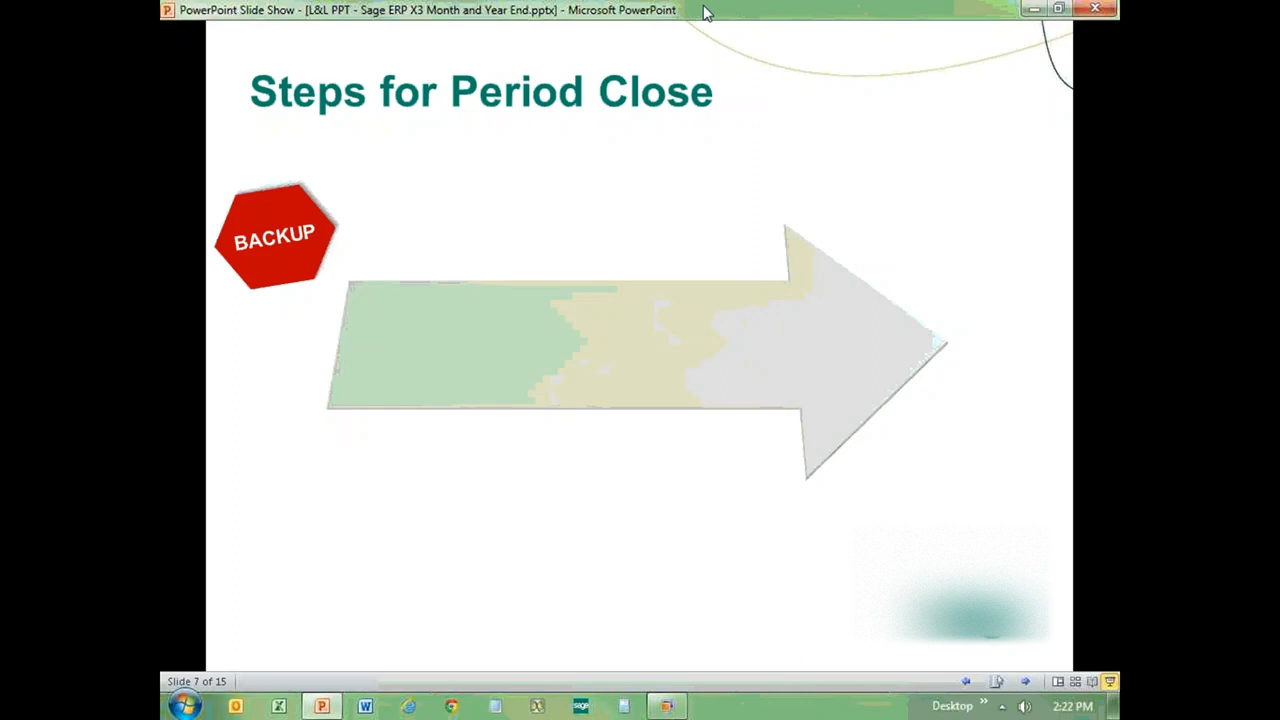 PowerPoint Slide Show - [L&L PPT - Sage ERP X3 Month and Year End.pptx] - Microsoft PowerPoint
Steps for Period Close
BACKUP
Slide 7 of 15
sage
Desktop
2:22 PM